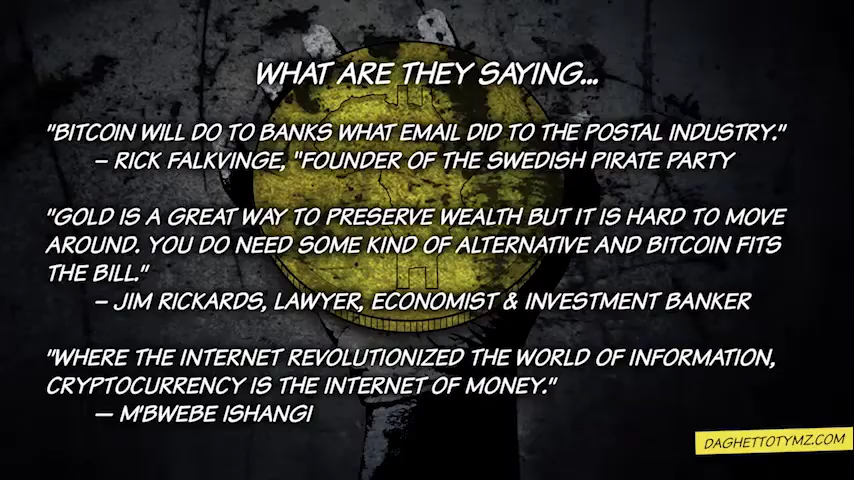 WHAT ARE THEY SAYING...
"BITCOIN WILL DO TO BANKS WHAT EMAIL DID TO THE POSTAL INDUSTRY."
– RICK FALKVINGE, "FOUNDER OF THE SWEDISH PIRATE PARTY
"GOLD IS A GREAT WAY TO PRESERVE WEALTH BUT IT IS HARD TO MOVE
AROUND. YOU DO NEED SOME KIND OF ALTERNATIVE AND BITCOIN FITS
THE BILL."
– JIM RICKARDS, LAWYER, ECONOMIST & INVESTMENT BANKER
"WHERE THE INTERNET REVOLUTIONIZED THE WORLD OF INFORMATION,
CRYPTOCURRENCY IS THE INTERNET OF MONEY."
— M'BWEBE ISHANGI
DAGHETTOTYMZ.COM